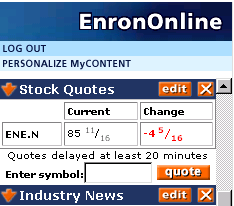 EnronOnline
LOG OUT
PERSONALIZE MyCONTENT
Stock Quotes edit
Current Change
ENE.N 85 11/16 -4 5/16
Quotes delayed at least 20 minutes
Enter symbol: quote
Industry News edit